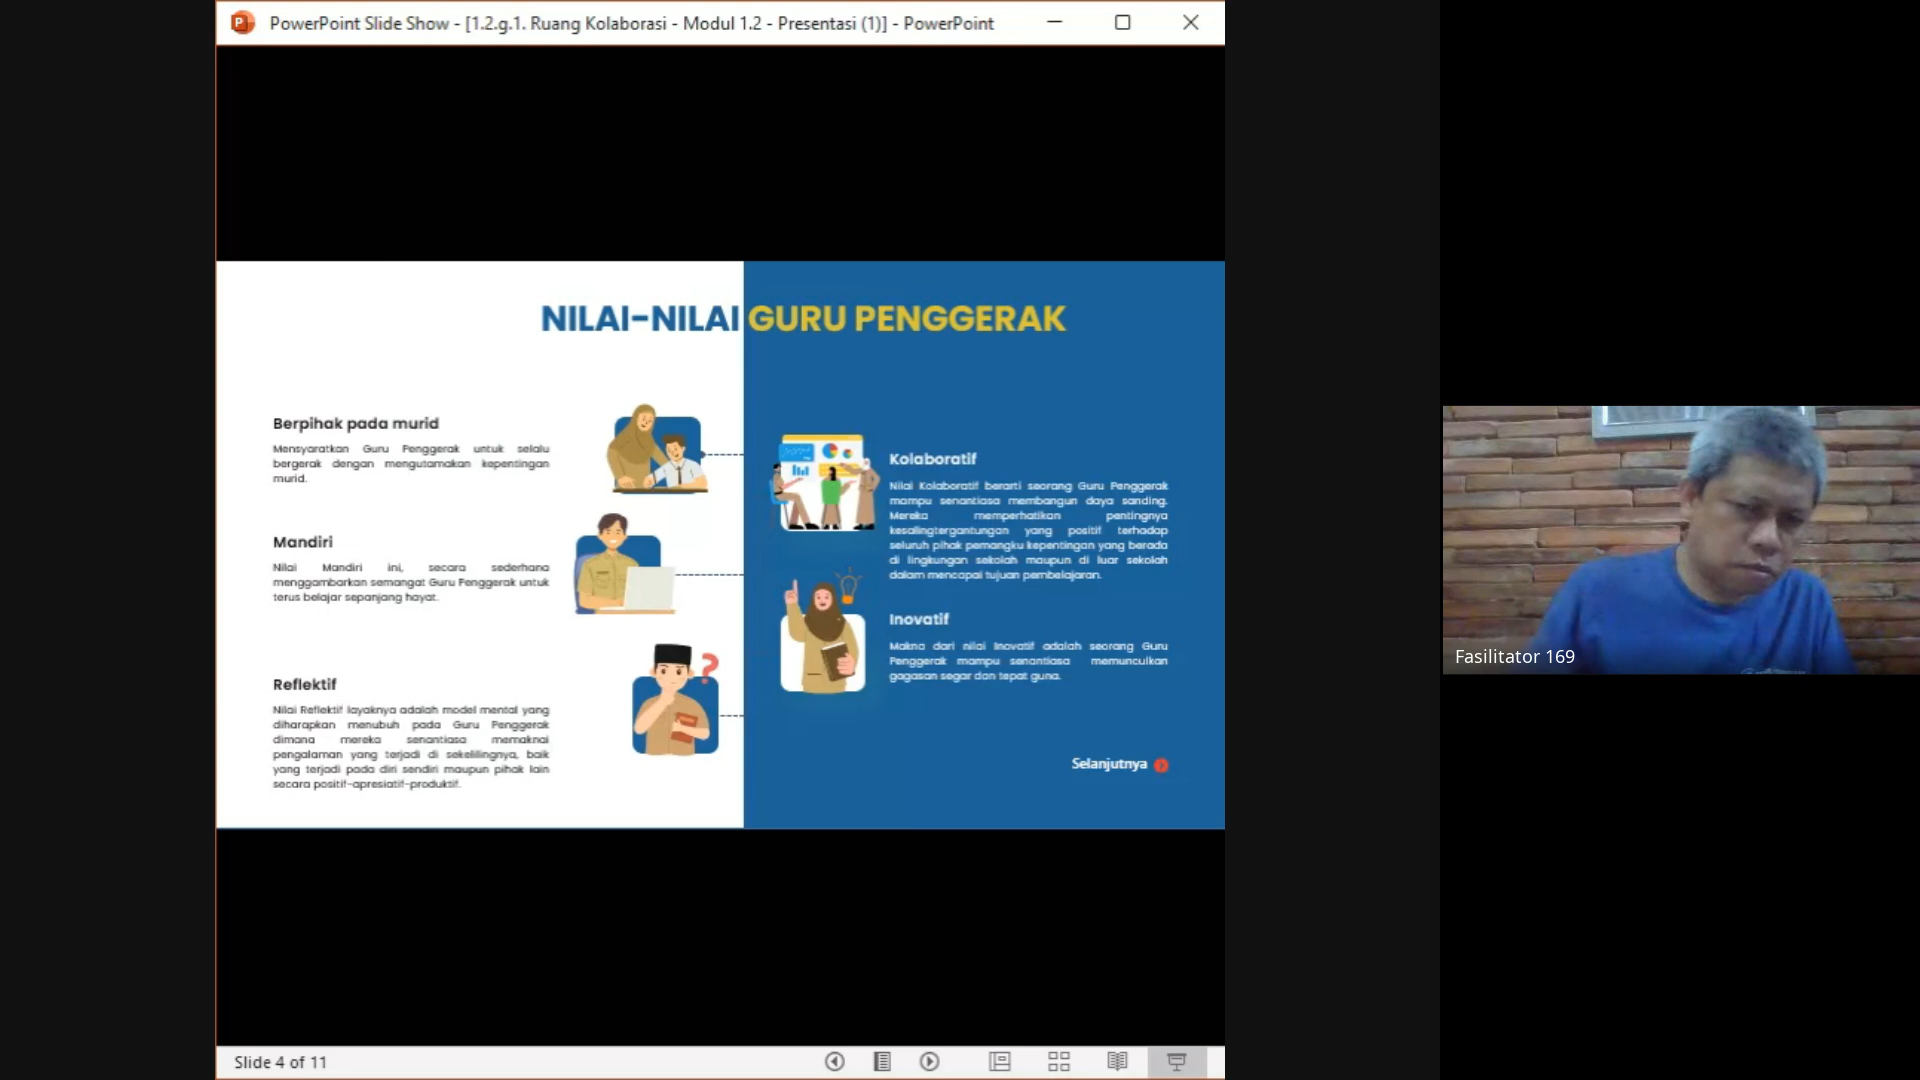 PowerPoint Slide Show - [1.2.g.1. Ruang Kolaborasi - Modul 1.2 - Presentasi (1)] - PowerPoint
NILAI-NILAI GURU PENGGERAK
Berpihak pada murid
Mensyaratkan Guru Penggerak untuk selalu
bergerak dengan mengutamakan kepentingan
murid.
Mandiri
Nilai Mandiri ini, secara sederhana
menggambarkan semangat Guru Penggerak untuk
terus belajar sepanjang hayat.
Reflektif
Nilai Reflektif layaknya adalah model mental yang
diharapkan menubuh pada Guru Penggerak
dimana mereka senantiasa memaknai
pengalaman yang terjadi di sekelilingnya, baik
yang terjadi pada diri sendiri maupun pihak lain
secara positif-apresiatif-produktif.
Kolaboratif
Nilai Kolaboratif berarti seorang Guru Penggerak
mampu senantiasa membangun daya sanding.
Mereka memperhatikan pentingnya
kesalingtergantungan yang positif terhadap
seluruh pihak pemangku kepentingan yang berada
di lingkungan sekolah maupun di luar sekolah
dalam mencapai tujuan pembelajaran.
Inovatif
Makna dari nilai Inovatif adalah seorang Guru
Penggerak mampu senantiasa memunculkan
gagasan segar dan tepat guna.
Selanjutnya
Slide 4 of 11
Fasilitator 169